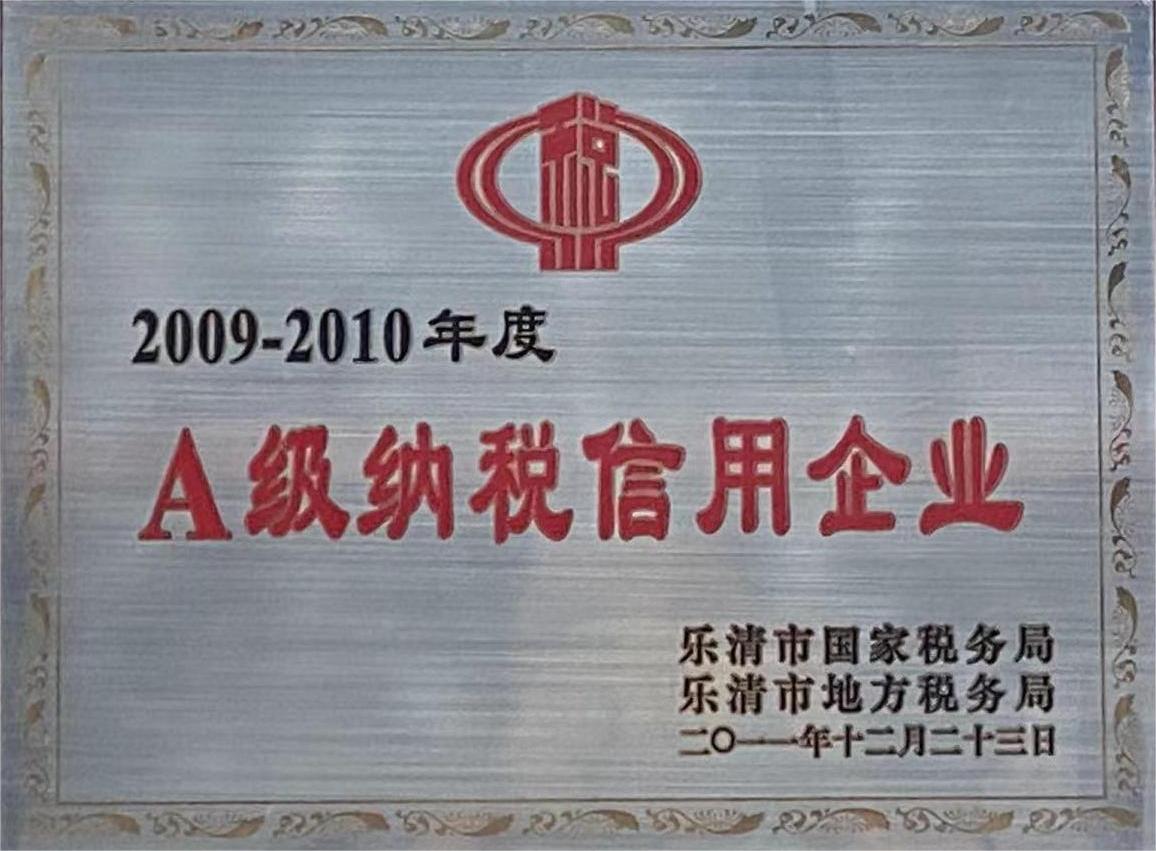 税
2009-2010年度
A级纳税信用企业
乐清市国家税务局
乐清市地方税务局
二〇一一年十二月二十三日